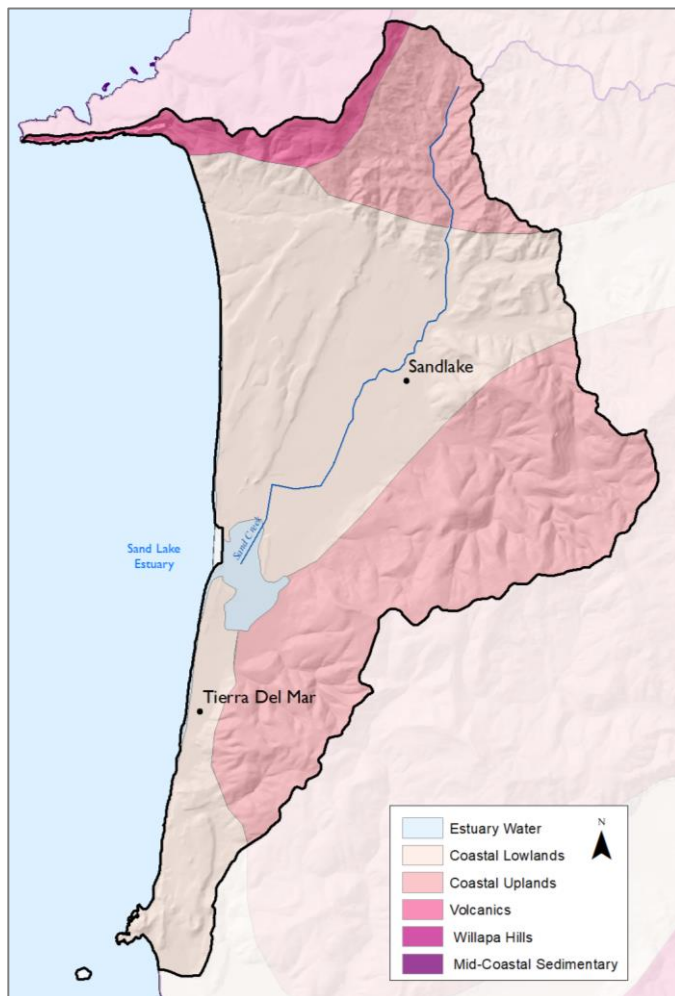 Sandlake
Sand Creek
Sand Lake
Estuary
Tierra Del Mar
Estuary Water
Coastal Lowlands
Coastal Uplands
Volcanics
Willapa Hills
Mid-Coastal Sedimentary
N